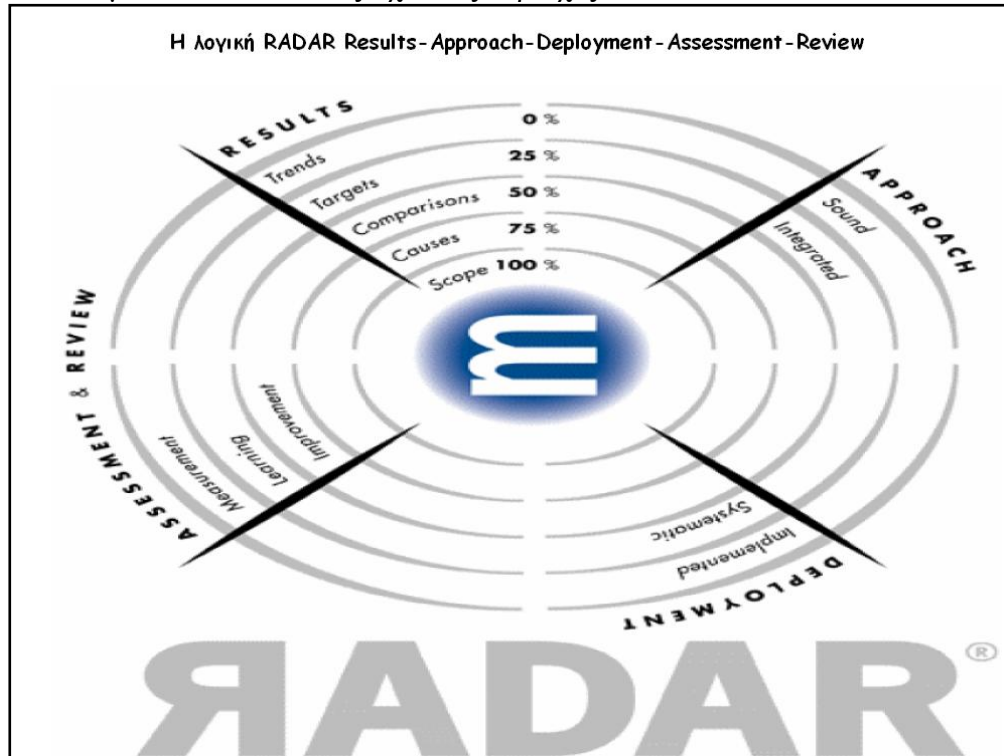 Η λογική RADAR Results-Approach-Deployment-Assessment-Review
RESULTS
Trends
Targets
Comparisons
Causes
Scope
0 %
25 %
50 %
75 %
100 %
APPROACH
Sound
Integrated
DEPLOYMENT
Systematic
Implemented
ASSESSMENT & REVIEW
Improvement
Learning
Measurement
RADAR®